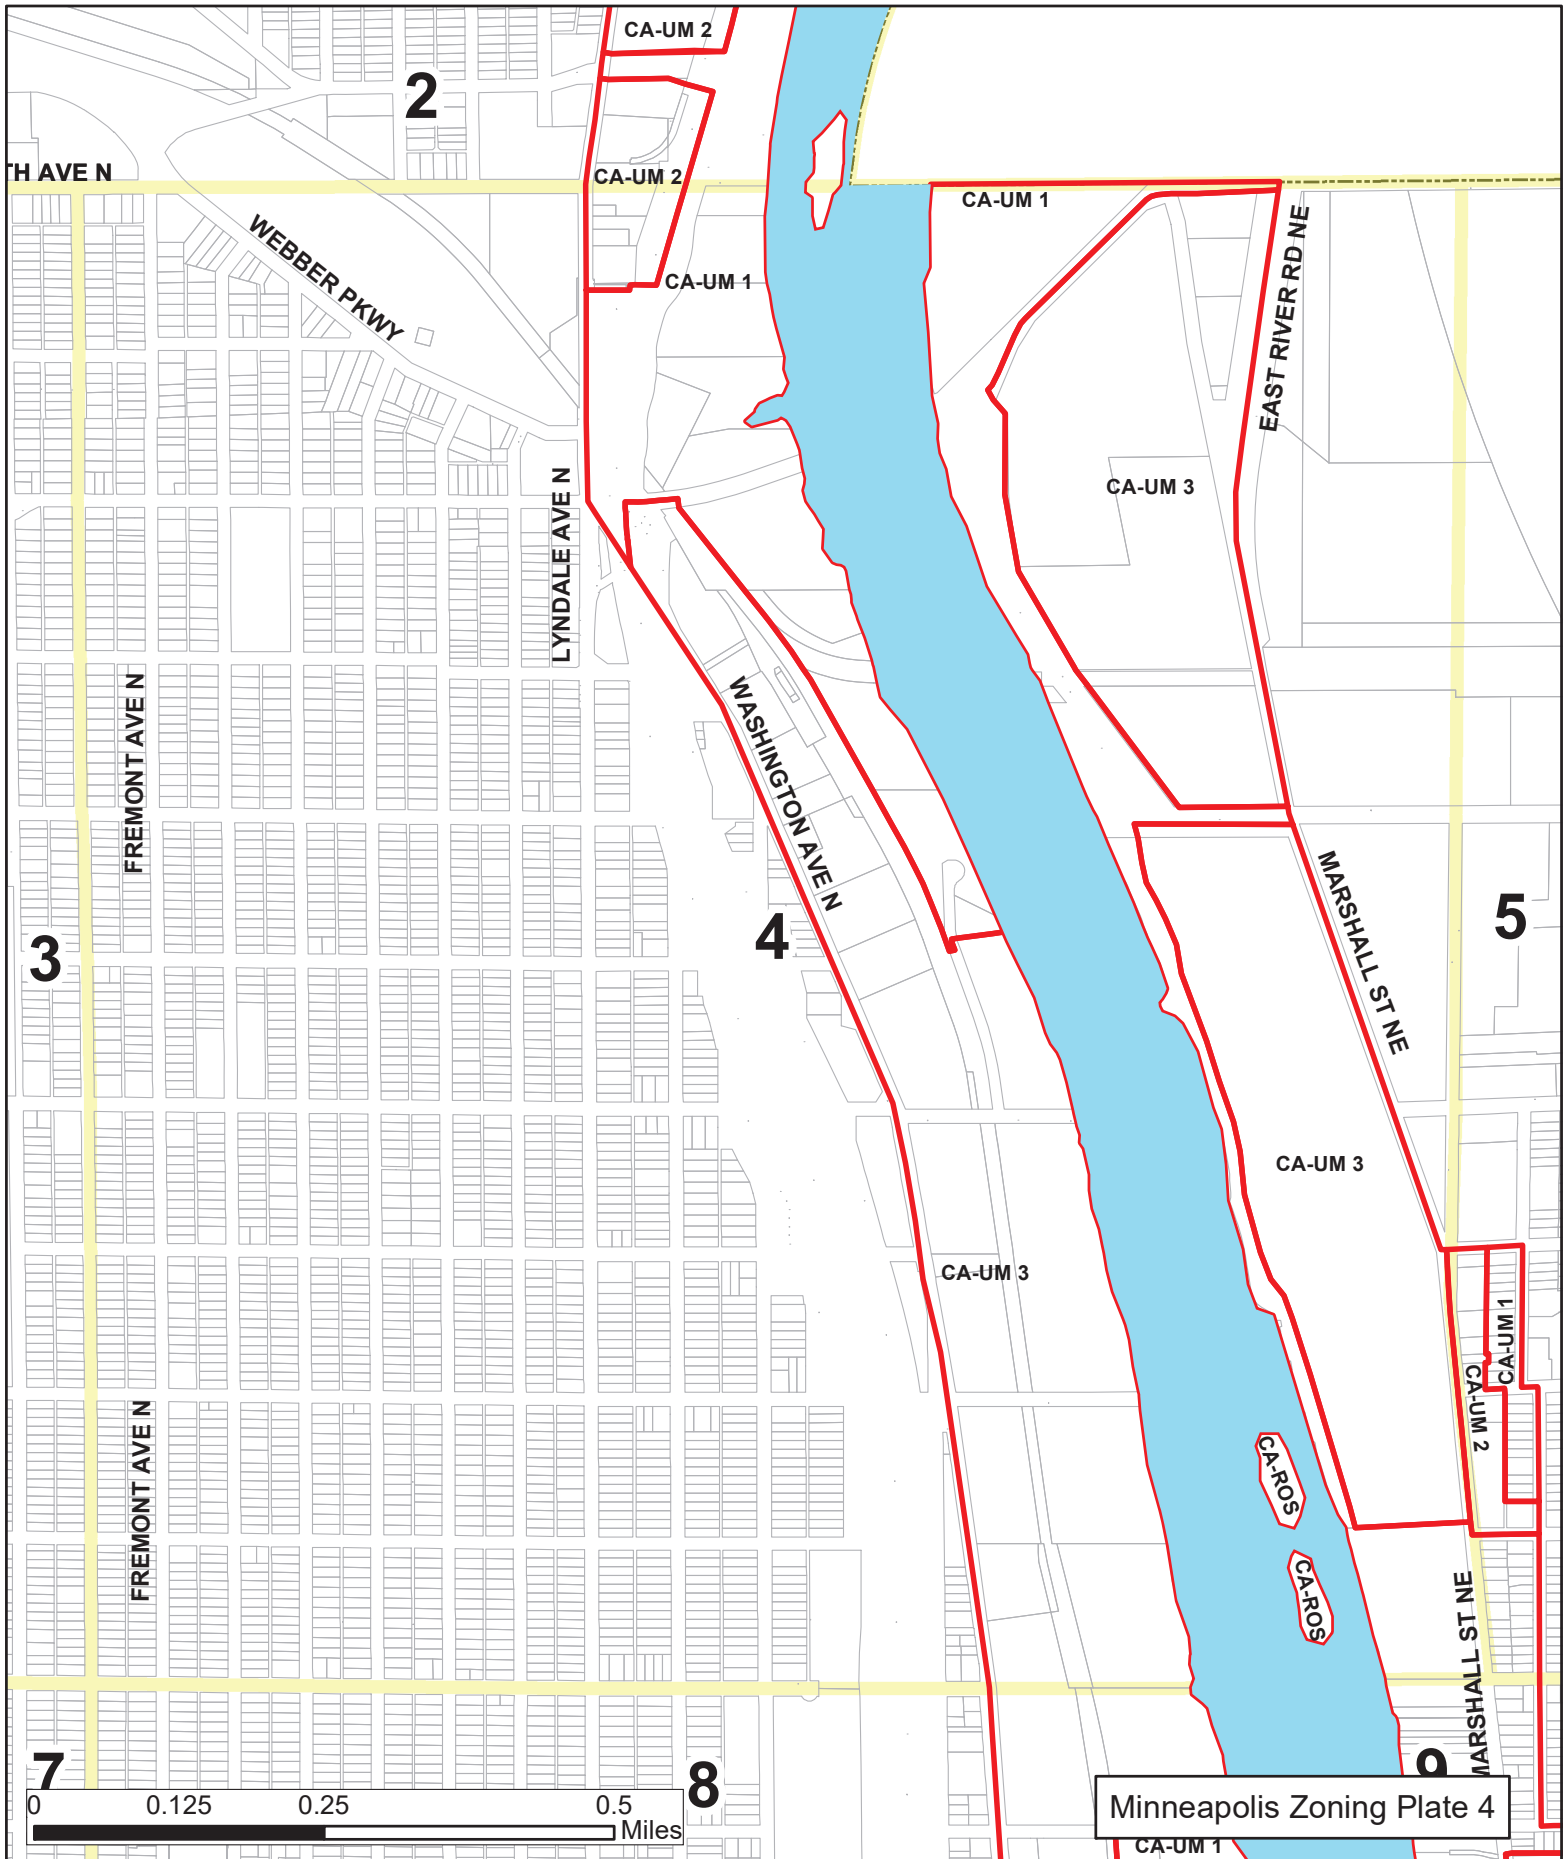 CA-UM 2
2
TH AVE N
CA-UM 2
CA-UM 1
WEBBER PKWY
EAST RIVER RD NE
CA-UM 1
CA-UM 3
LYNDALE AVE N
FREMONT AVE N
WASHINGTON AVE N
MARSHALL ST NE
3
4
5
CA-UM 3
CA-UM 3
CA-UM 1
CA-UM 2
FREMONT AVE N
CA-ROS
CA-ROS
MARSHALL ST NE
7
8
9
0 0.125 0.25 0.5
Miles
Minneapolis Zoning Plate 4
CA-UM 1